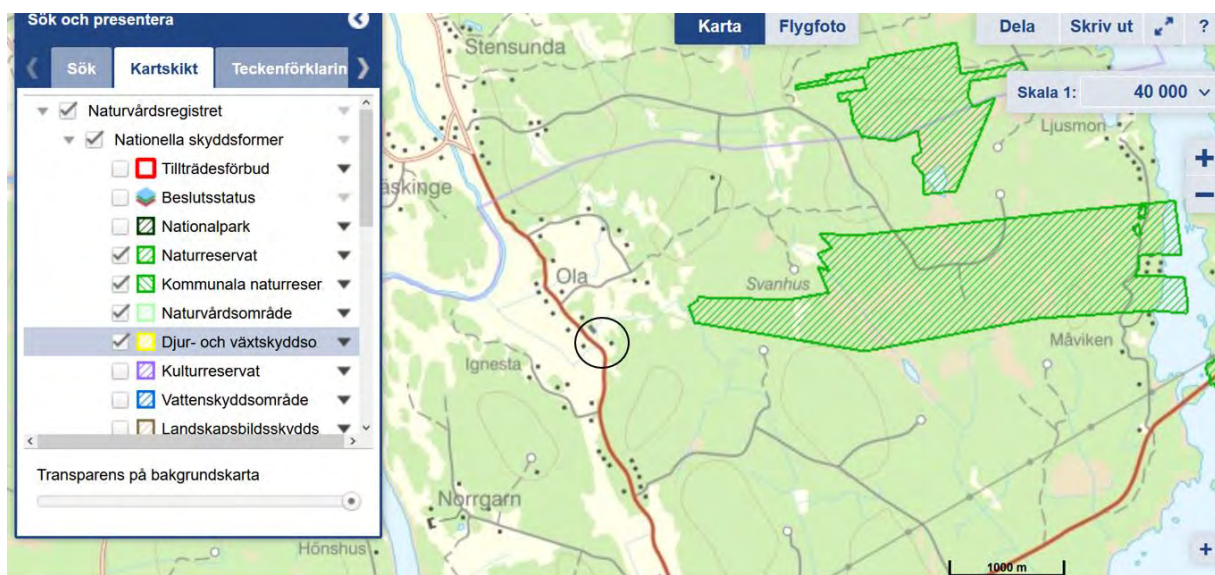 Sök och presentera
Sök
Kartskikt
Teckenförklarin
Naturvårdsregistret
Nationella skyddsformer
Tillträdesförbud
Beslutsstatus
Nationalpark
Naturreservat
Kommunala naturreser
Naturvårdsområde
Djur- och växtskyddso
Kulturreservat
Vattenskyddsområde
Landskapsbildsskydds
Transparens på bakgrundskarta
Karta
Flygfoto
Dela
Skriv ut
?
Skala 1: 40 000
+
−
Stensunda
Ljusmon
äskinge
Ola
Svanhus
Ignesta
Måviken
Norrgarn
Hönshus
1000 m
+